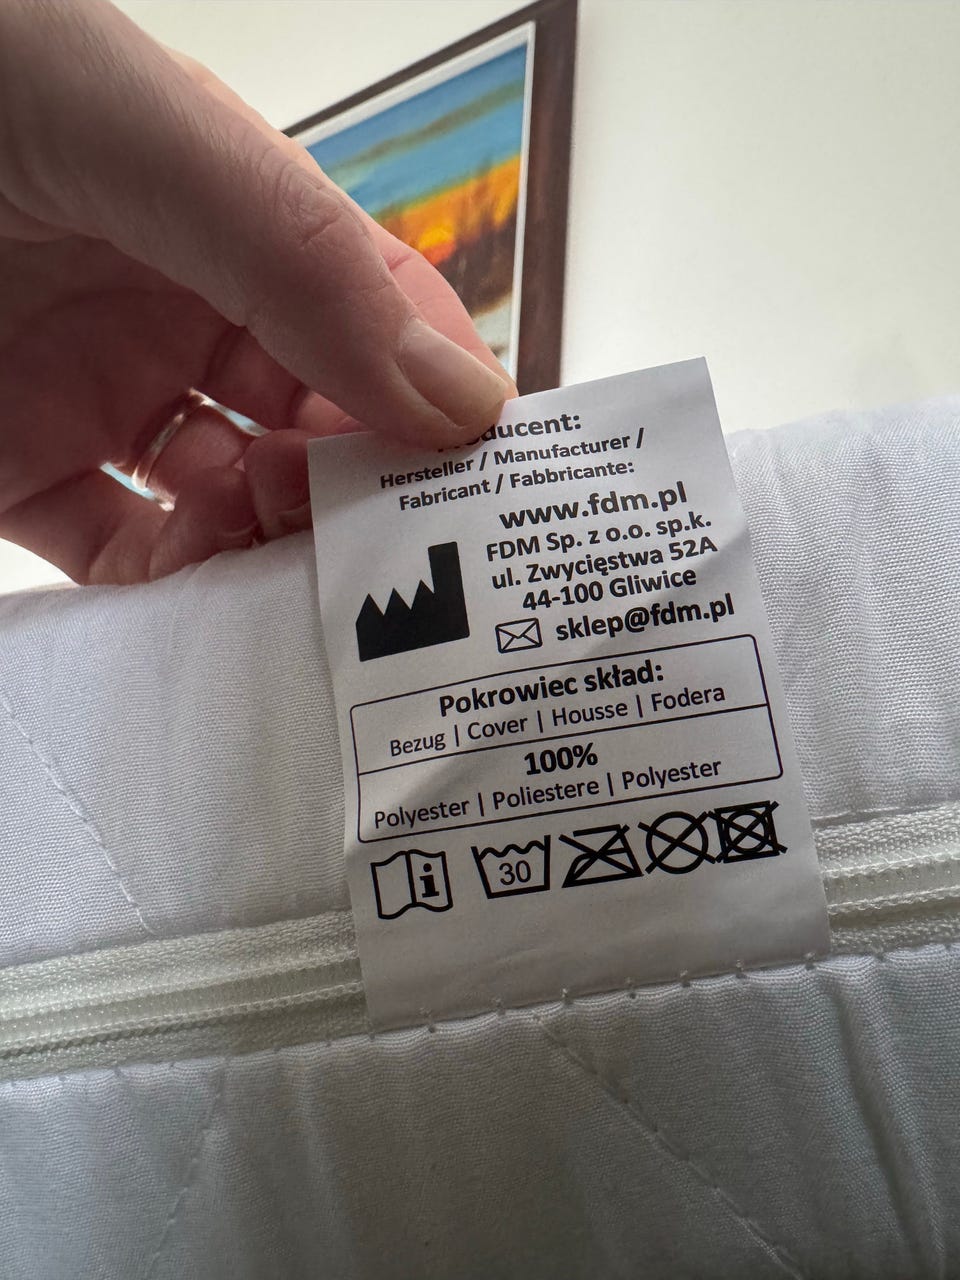 ducent:
Hersteller / Manufacturer /
Fabricant / Fabbricante:
www.fdm.pl
FDM Sp. z o.o. sp.k.
ul. Zwycięstwa 52A
44-100 Gliwice
sklep@fdm.pl
Pokrowiec skład:
Bezug | Cover | Housse | Fodera
100%
Polyester | Poliestere | Polyester
i
30